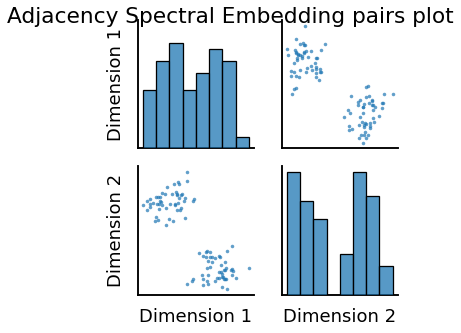 Adjacency Spectral Embedding pairs plot
Dimension 1
Dimension 2
Dimension 1
Dimension 2